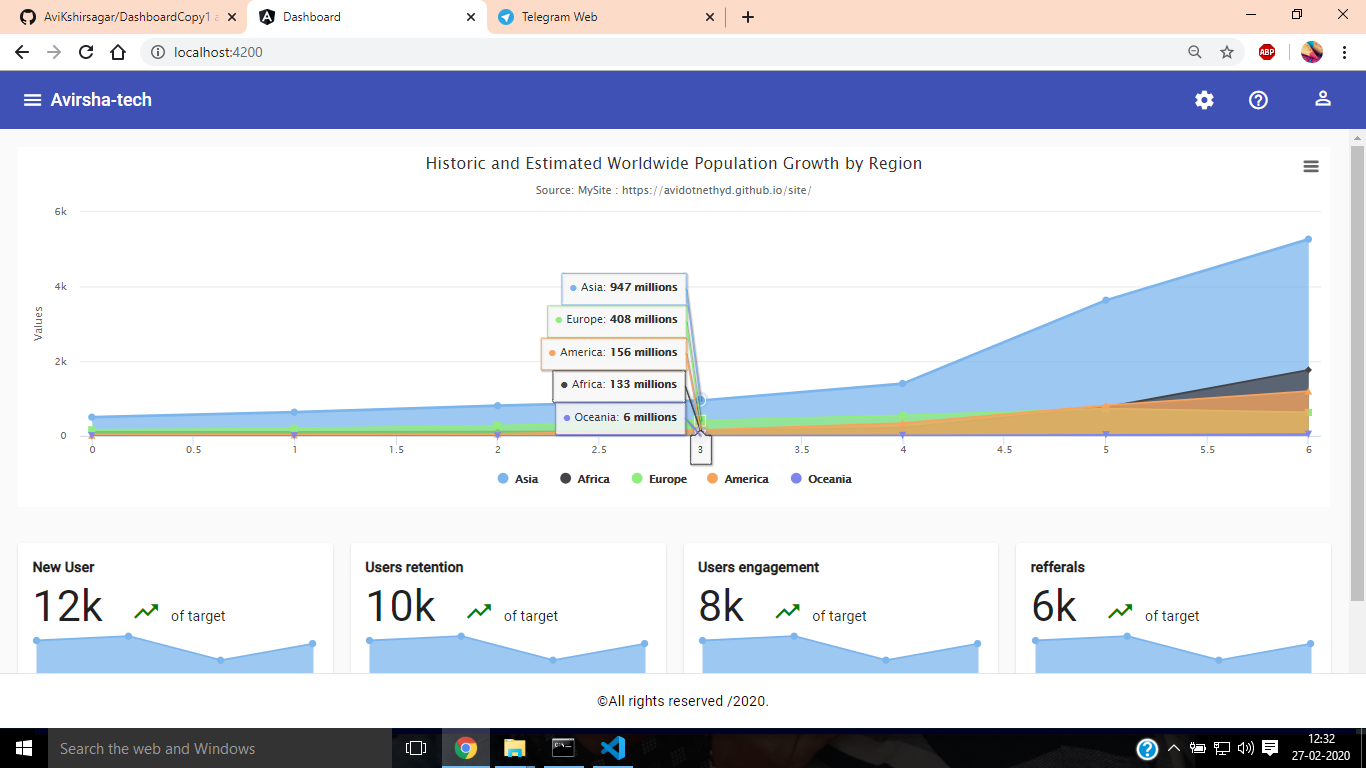 AviKshirsagar/DashboardCopy1 a
Dashboard
Telegram Web
localhost:4200
ABP
Avirsha-tech
Historic and Estimated Worldwide Population Growth by Region
Source: MySite : https://avidotnethyd.github.io/site/
Values
6k
4k
2k
0
Asia: 947 millions
Europe: 408 millions
America: 156 millions
Africa: 133 millions
Oceania: 6 millions
0 0.5 1 1.5 2 2.5 3 3.5 4 4.5 5 5.5 6
Asia Africa Europe America Oceania
New User Users retention Users engagement refferals
12k of target 10k of target 8k of target 6k of target
©All rights reserved /2020.
Search the web and Windows
12:32
27-02-2020